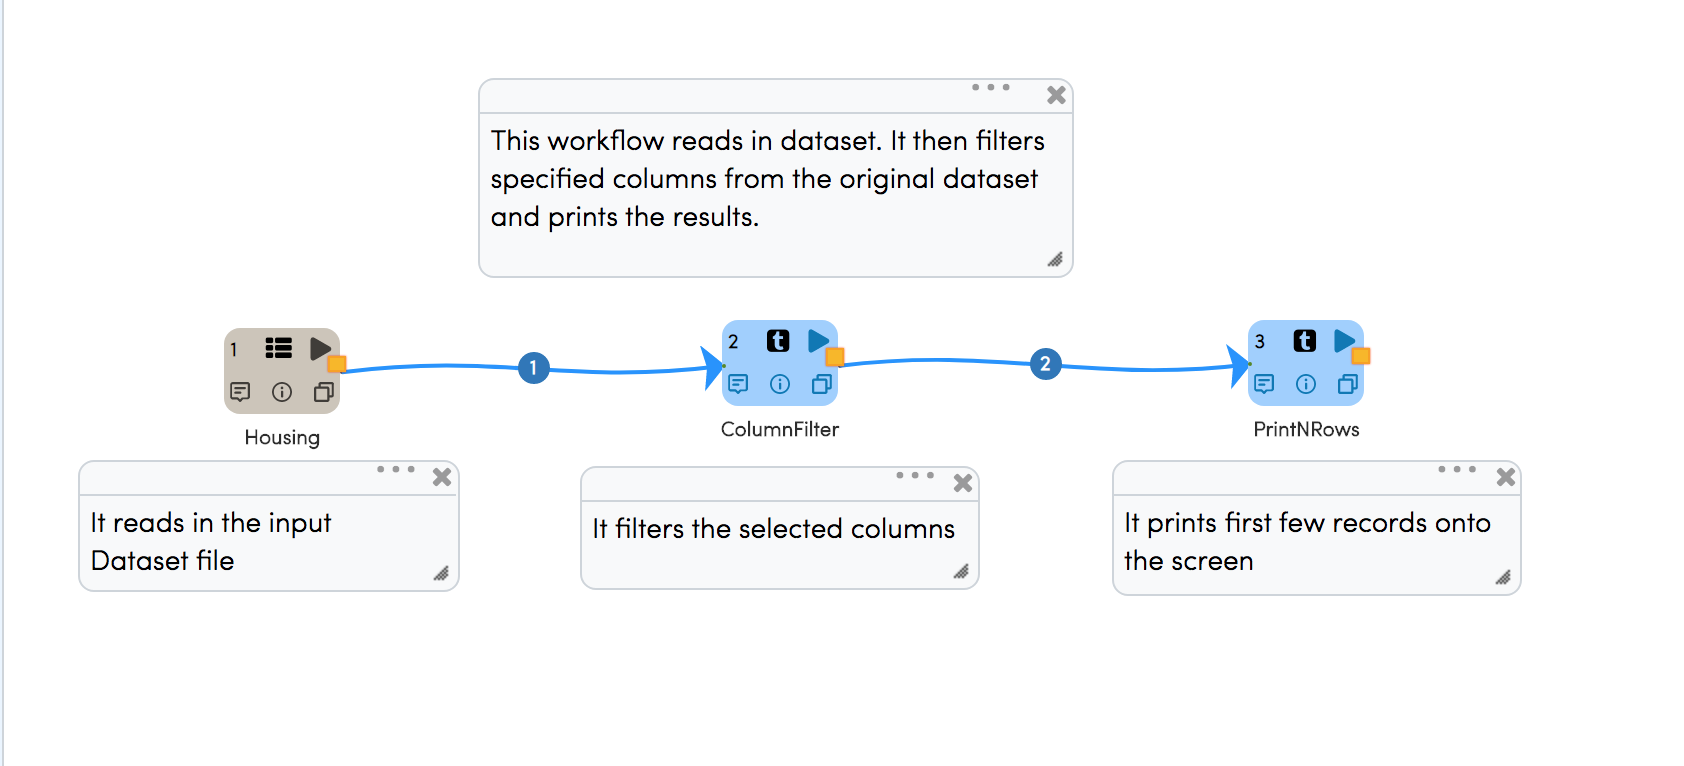 This workflow reads in dataset. It then filters
specified columns from the original dataset
and prints the results.
1
1
2
t
2
3
t
Housing
ColumnFilter
PrintNRows
It reads in the input
Dataset file
It filters the selected columns
It prints first few records onto
the screen